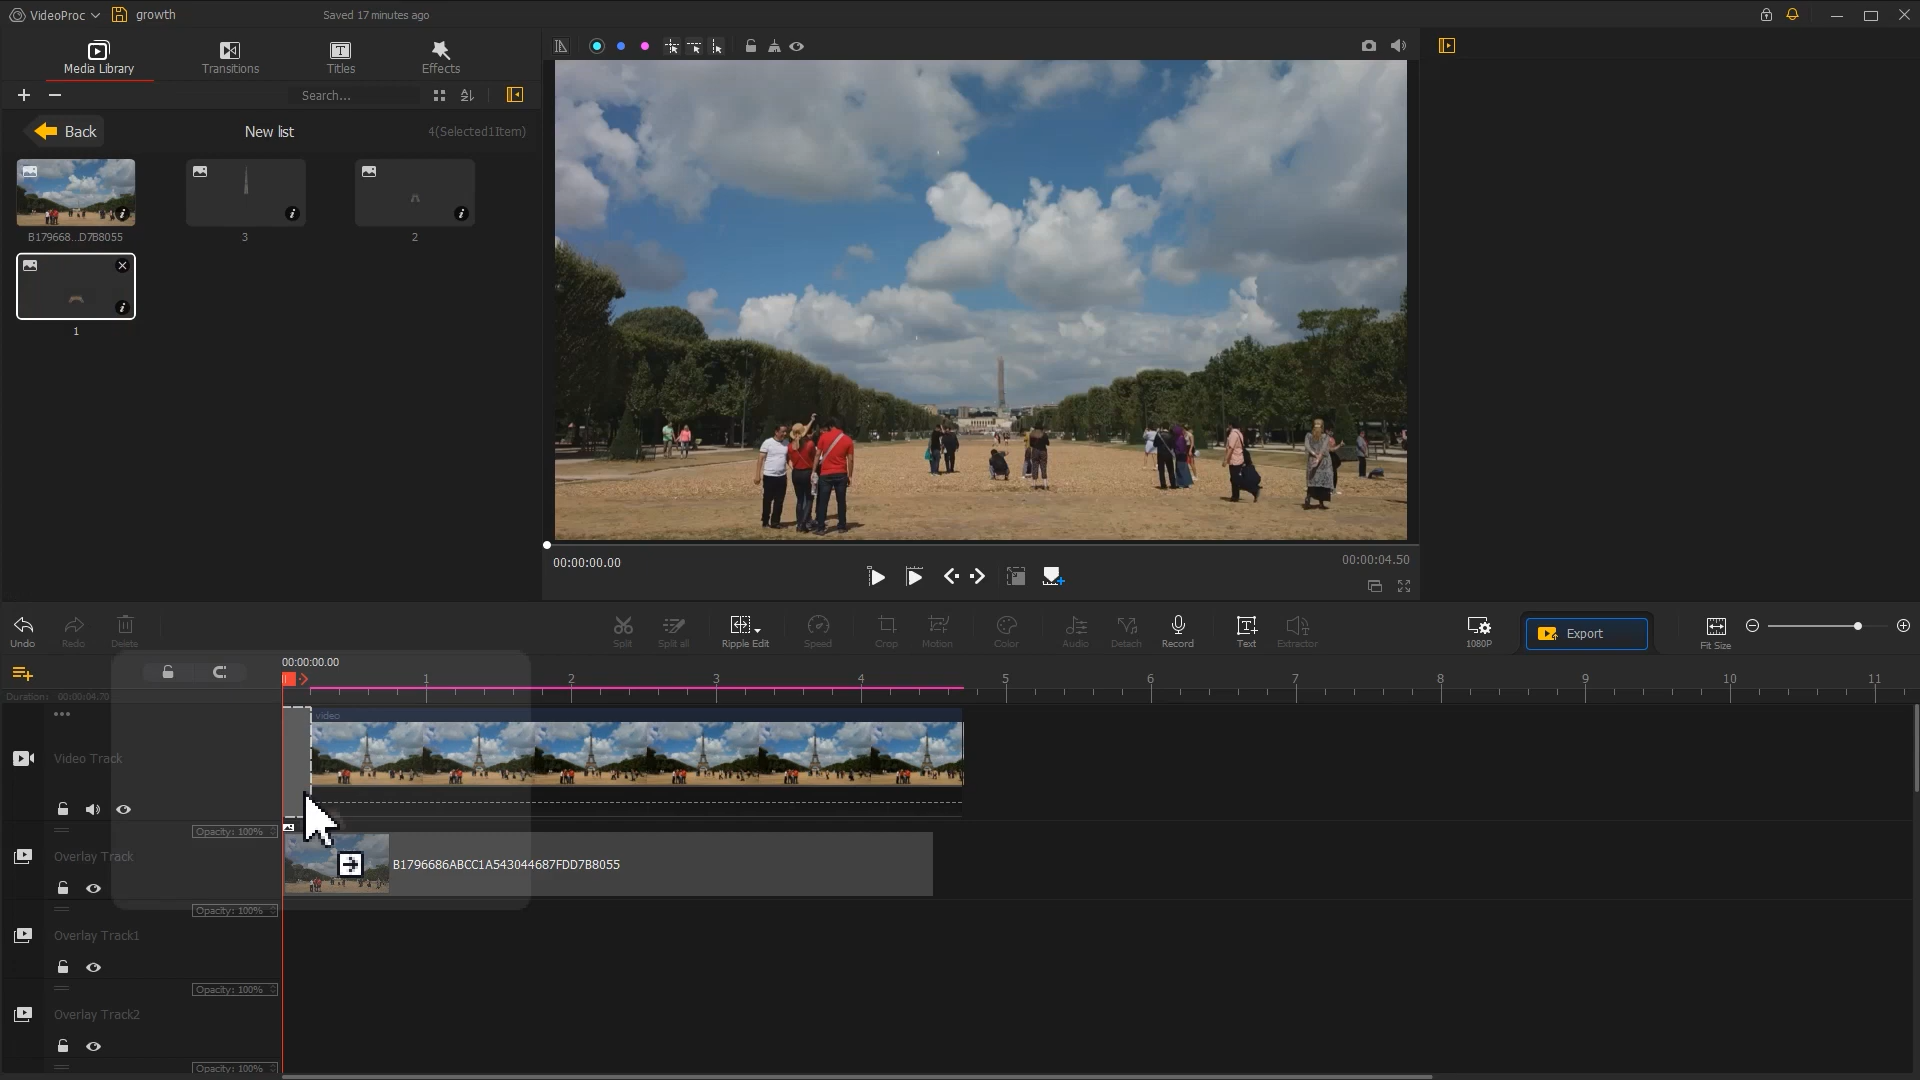 VideoProc
growth
Saved 17 minutes ago
Media Library
Transitions
Titles
Effects
Search...
Back
New list
4(Selected1Item)
B179668...D7B8055
3
2
1
00:00:00.00
00:00:04.50
Undo
Redo
Delete
Split
Split all
Ripple Edit
Speed
Crop
Motion
Color
Audio
Detach
Record
Text
Extractor
1080P
Export
Fit Size
00:00:00.00
1
2
3
4
5
6
7
8
9
10
11
Duration: 00:00:04.70
video
Video Track
Opacity: 100%
Overlay Track
B1796686ABCC1A543044687FDD7B8055
Opacity: 100%
Overlay Track1
Opacity: 100%
Overlay Track2
Opacity: 100%